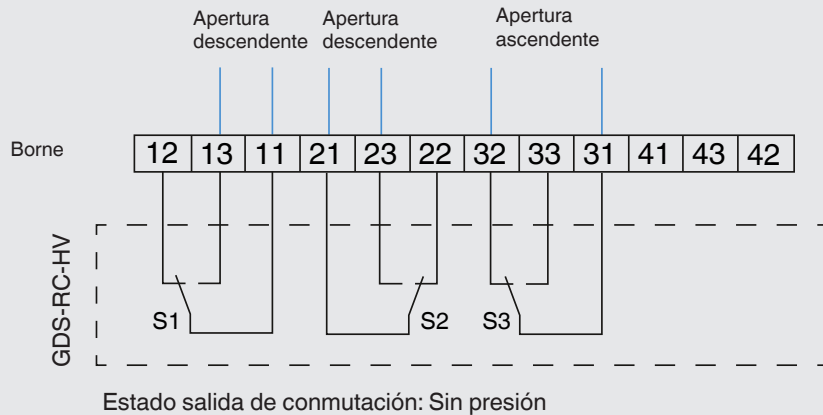 Apertura descendente
Apertura descendente
Apertura ascendente
Borne
12 13 11 21 23 22 32 33 31 41 43 42
GDS-RC-HV
S1 S2 S3
Estado salida de conmutación: Sin presión